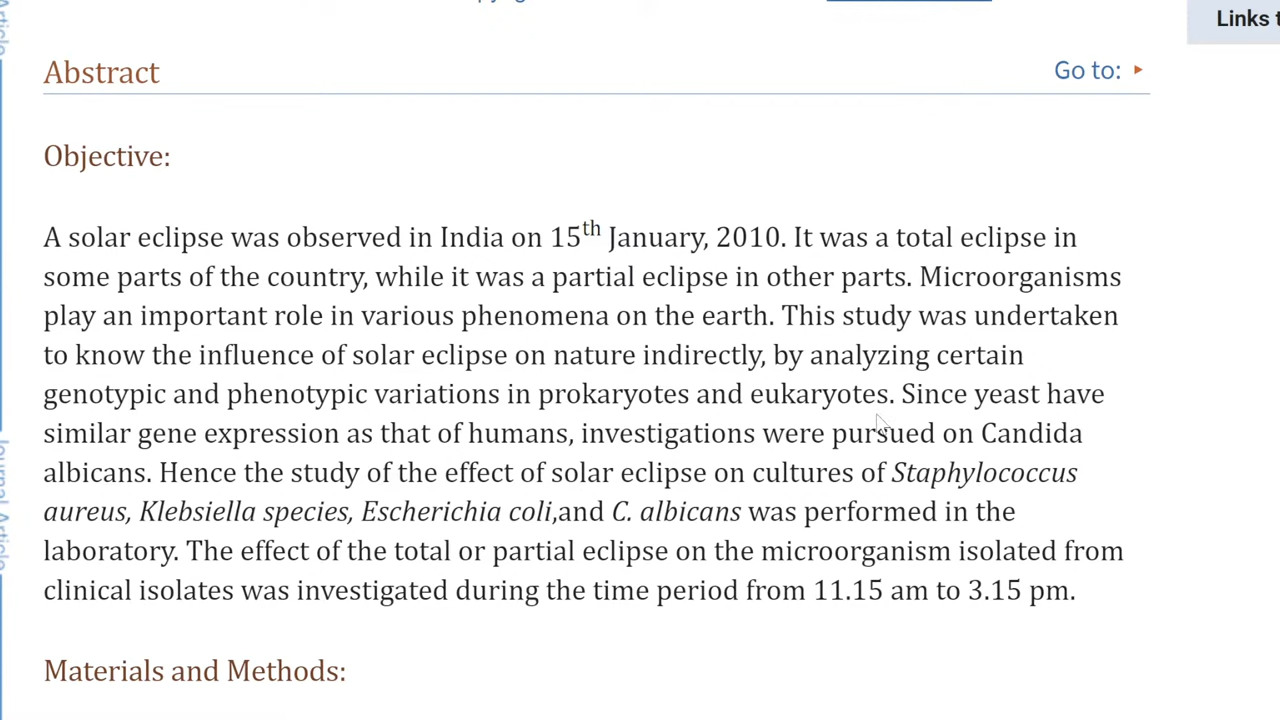 Links
Abstract
Go to:
Objective:
A solar eclipse was observed in India on 15th January, 2010. It was a total eclipse in
some parts of the country, while it was a partial eclipse in other parts. Microorganisms
play an important role in various phenomena on the earth. This study was undertaken
to know the influence of solar eclipse on nature indirectly, by analyzing certain
genotypic and phenotypic variations in prokaryotes and eukaryotes. Since yeast have
similar gene expression as that of humans, investigations were pursued on Candida
albicans. Hence the study of the effect of solar eclipse on cultures of Staphylococcus
aureus, Klebsiella species, Escherichia coli,and C. albicans was performed in the
laboratory. The effect of the total or partial eclipse on the microorganism isolated from
clinical isolates was investigated during the time period from 11.15 am to 3.15 pm.
Materials and Methods:
Article
Journal Article